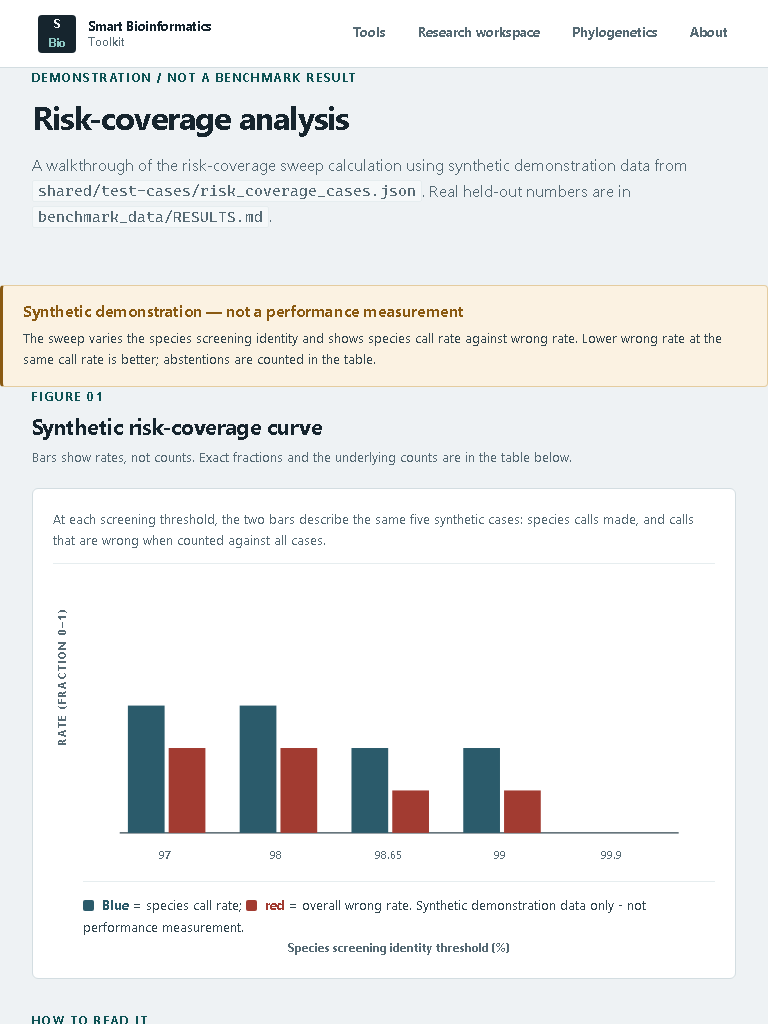 S
Bio
Smart Bioinformatics
Toolkit
Tools
Research workspace
Phylogenetics
About
DEMONSTRATION / NOT A BENCHMARK RESULT
Risk-coverage analysis
A walkthrough of the risk-coverage sweep calculation using synthetic demonstration data from
shared/test-cases/risk_coverage_cases.json . Real held-out numbers are in
benchmark_data/RESULTS.md .
Synthetic demonstration — not a performance measurement
The sweep varies the species screening identity and shows species call rate against wrong rate. Lower wrong rate at the
same call rate is better; abstentions are counted in the table.
FIGURE 01
Synthetic risk-coverage curve
Bars show rates, not counts. Exact fractions and the underlying counts are in the table below.
At each screening threshold, the two bars describe the same five synthetic cases: species calls made, and calls
that are wrong when counted against all cases.
RATE (FRACTION 0–1)
97
98
98.65
99
99.9
Blue = species call rate; red = overall wrong rate. Synthetic demonstration data only - not
performance measurement.
Species screening identity threshold (%)
HOW TO READ IT